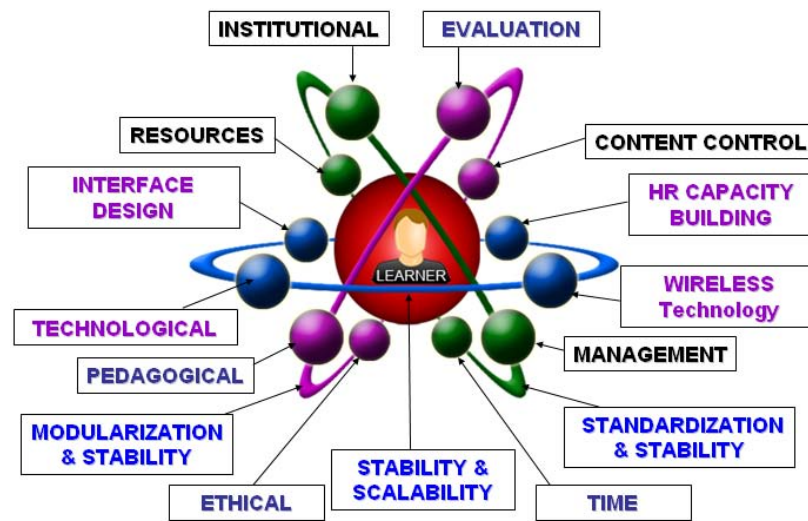 INSTITUTIONAL
EVALUATION
RESOURCES
CONTENT CONTROL
INTERFACE
DESIGN
HR CAPACITY
BUILDING
LEARNER
WIRELESS
Technology
TECHNOLOGICAL
MANAGEMENT
PEDAGOGICAL
MODULARIZATION
& STABILITY
STANDARDIZATION
& STABILITY
STABILITY &
SCALABILITY
ETHICAL
TIME